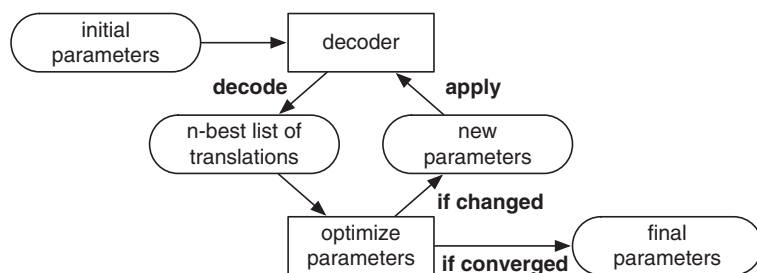 initial
parameters
decoder
decode
apply
n-best list of
translations
new
parameters
if changed
optimize
parameters
if converged
final
parameters